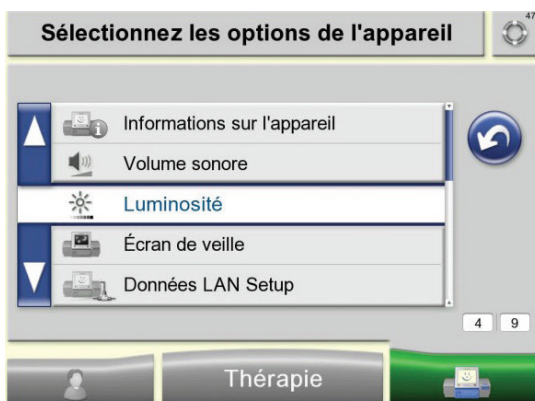 Sélectionnez les options de l'appareil
47
Informations sur l'appareil
Volume sonore
Luminosité
Écran de veille
Données LAN Setup
4 9
Thérapie